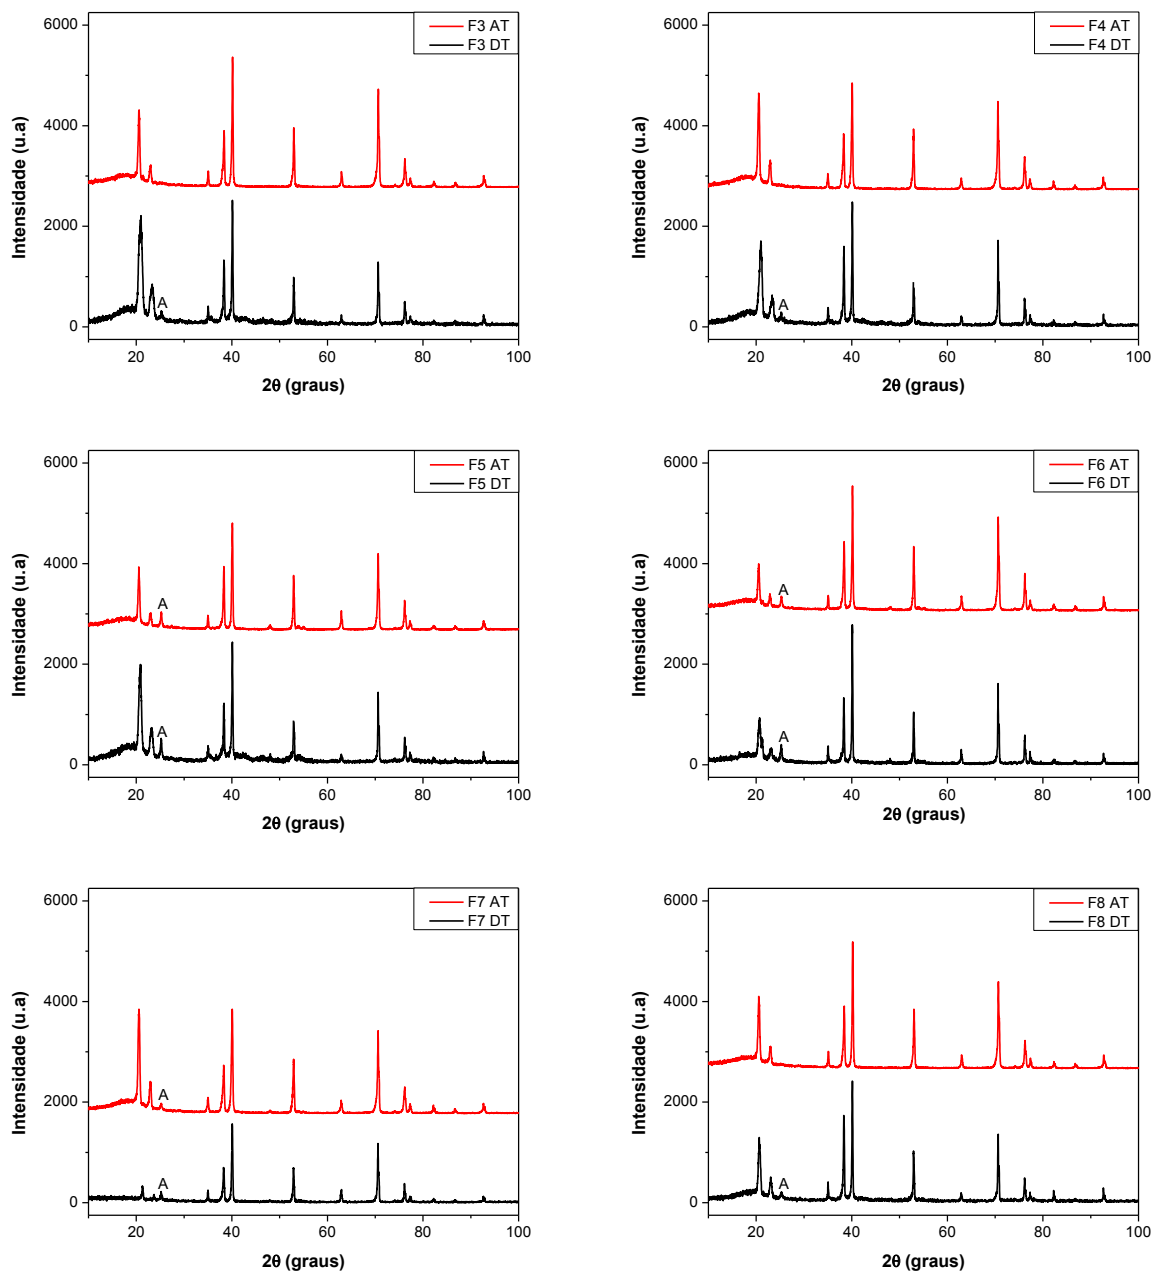 6000
4000
2000
0
Intensidade (u.a)
F3 AT
F3 DT
A
20 40 60 80 100
2θ (graus)
6000
4000
2000
0
Intensidade (u.a)
F4 AT
F4 DT
A
20 40 60 80 100
2θ (graus)
6000
4000
2000
0
Intensidade (u.a)
F5 AT
F5 DT
A
A
20 40 60 80 100
2θ (graus)
6000
4000
2000
0
Intensidade (u.a)
F6 AT
F6 DT
A
A
20 40 60 80 100
2θ (graus)
6000
4000
2000
0
Intensidade (u.a)
F7 AT
F7 DT
A
A
20 40 60 80 100
2θ (graus)
6000
4000
2000
0
Intensidade (u.a)
F8 AT
F8 DT
A
20 40 60 80 100
2θ (graus)